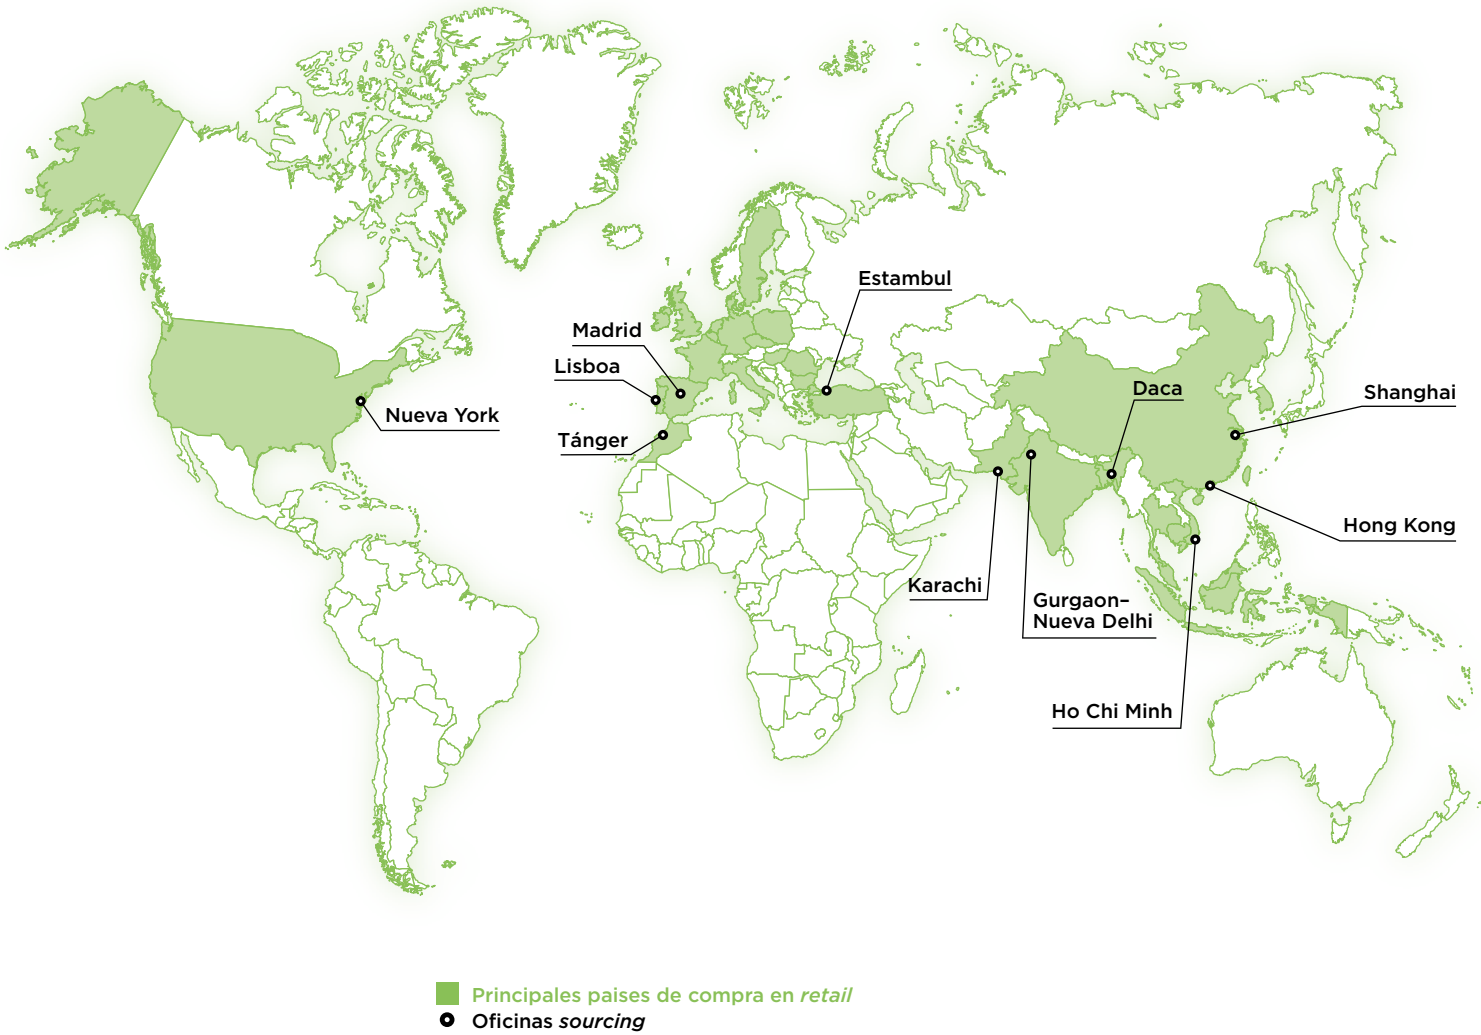 Estambul
Madrid
Lisboa
Daca
Shanghai
Nueva York
Tánger
Hong Kong
Karachi
Gurgaon–
Nueva Delhi
Ho Chi Minh
Principales paises de compra en retail
Oficinas sourcing